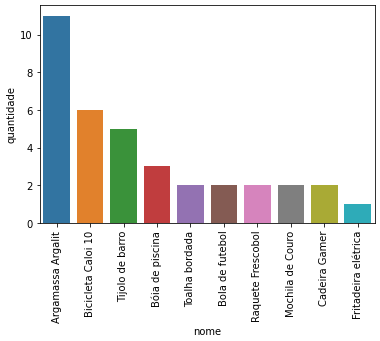 quantidade
10
8
6
4
2
0
Argamassa Argalit
Bicicleta Caloi 10
Tijolo de barro
Bóia de piscina
Toalha bordada
Bola de futebol
Raquete Frescobol
Mochila de Couro
Cadeira Gamer
Fritadeira elétrica
nome